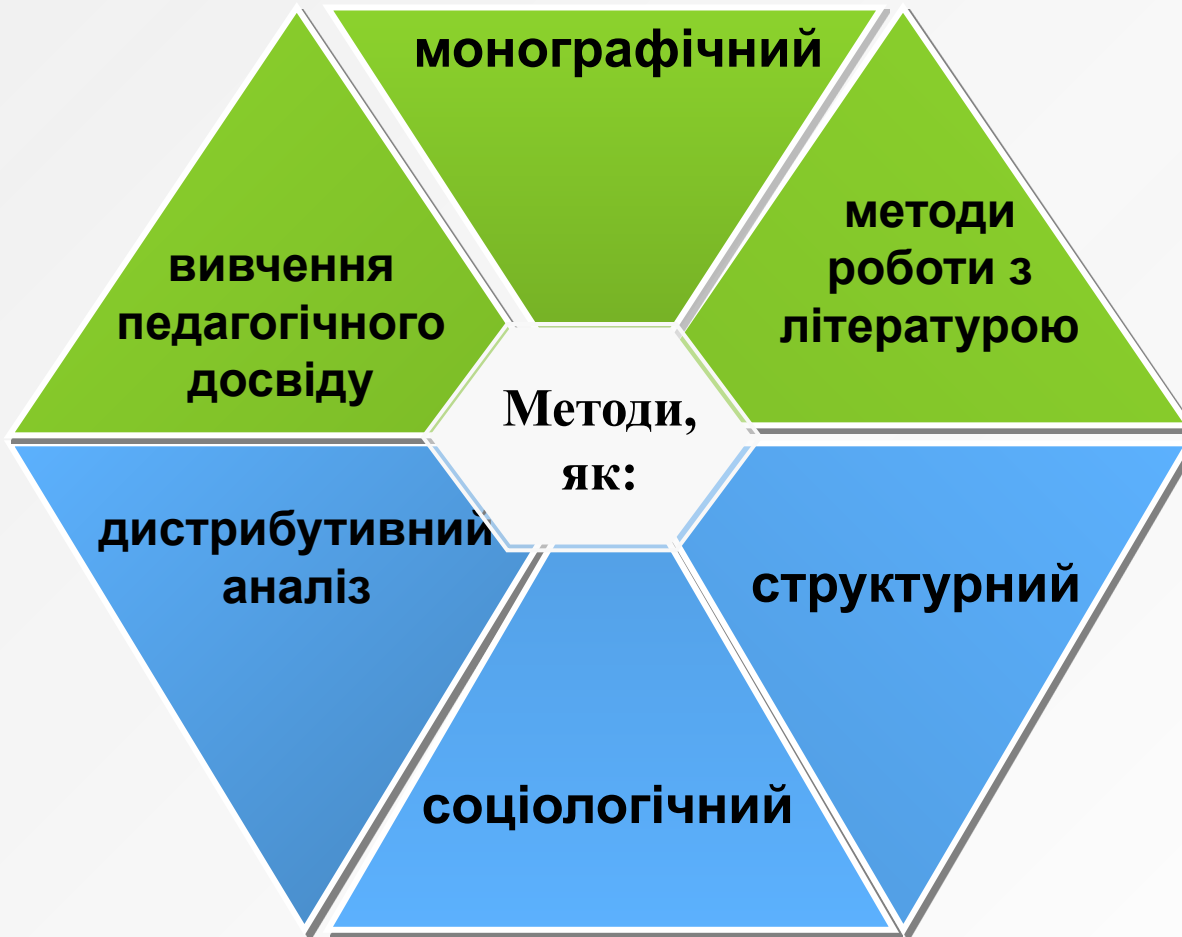 монографічний
методи
роботи з
літературою
вивчення
педагогічного
досвіду
Методи,
як:
дистрибутивний
аналіз
структурний
соціологічний